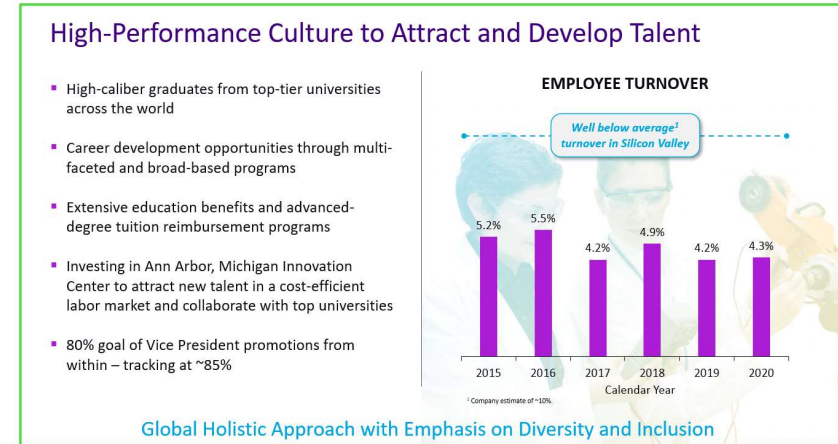 High-Performance Culture to Attract and Develop Talent
High-caliber graduates from top-tier universities
across the world
Career development opportunities through multi-
faceted and broad-based programs
Extensive education benefits and advanced-
degree tuition reimbursement programs
Investing in Ann Arbor, Michigan Innovation
Center to attract new talent in a cost-efficient
labor market and collaborate with top universities
80% goal of Vice President promotions from
within – tracking at ~85%
EMPLOYEE TURNOVER
Well below average¹
turnover in Silicon Valley
5.2% 5.5% 4.2% 4.9% 4.2% 4.3%
2015 2016 2017 2018 2019 2020
Calendar Year
¹ Company estimate of ~10%.
Global Holistic Approach with Emphasis on Diversity and Inclusion